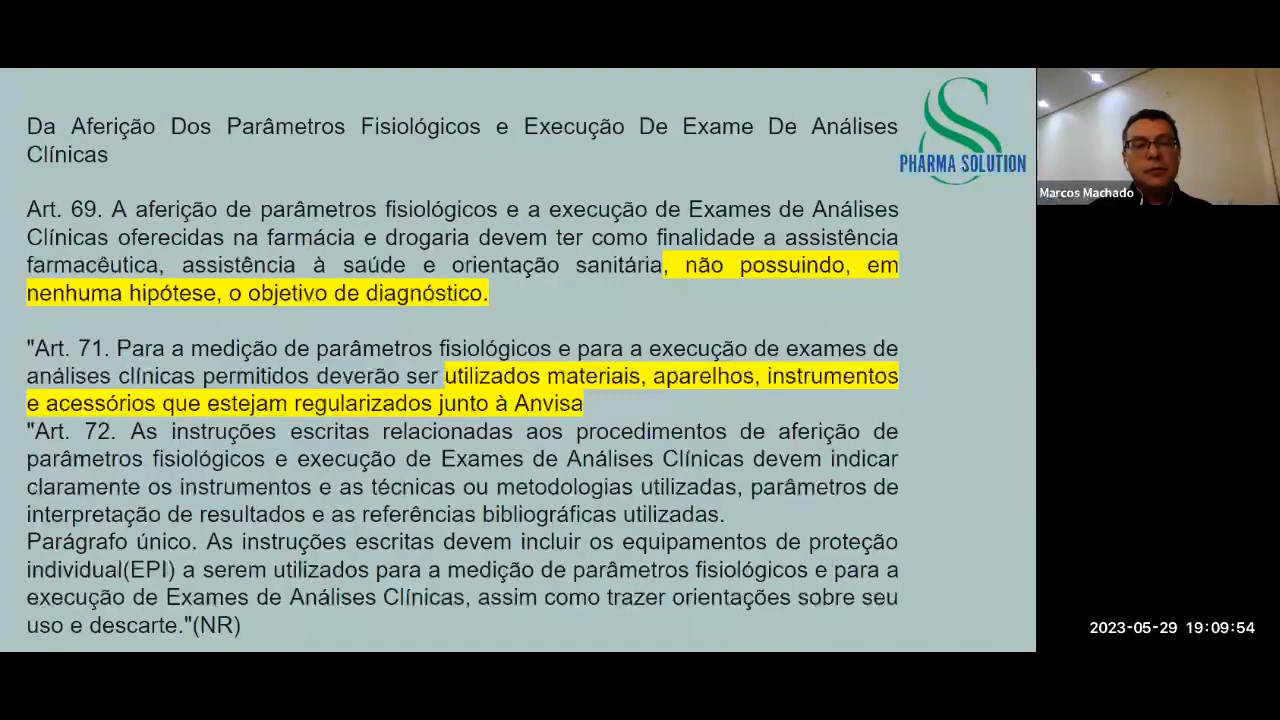 Da Aferição Dos Parâmetros Fisiológicos e Execução De Exame De Análises
Clínicas
Art. 69. A aferição de parâmetros fisiológicos e a execução de Exames de Análises
Clínicas oferecidas na farmácia e drogaria devem ter como finalidade a assistência
farmacêutica, assistência à saúde e orientação sanitária, não possuindo, em
nenhuma hipótese, o objetivo de diagnóstico.
"Art. 71. Para a medição de parâmetros fisiológicos e para a execução de exames de
análises clínicas permitidos deverão ser utilizados materiais, aparelhos, instrumentos
e acessórios que estejam regularizados junto à Anvisa
"Art. 72. As instruções escritas relacionadas aos procedimentos de aferição de
parâmetros fisiológicos e execução de Exames de Análises Clínicas devem indicar
claramente os instrumentos e as técnicas ou metodologias utilizadas, parâmetros de
interpretação de resultados e as referências bibliográficas utilizadas.
Parágrafo único. As instruções escritas devem incluir os equipamentos de proteção
individual(EPI) a serem utilizados para a medição de parâmetros fisiológicos e para a
execução de Exames de Análises Clínicas, assim como trazer orientações sobre seu
uso e descarte."(NR)
S
PHARMA SOLUTION
Marcos Machado
2023-05-29 19:09:54